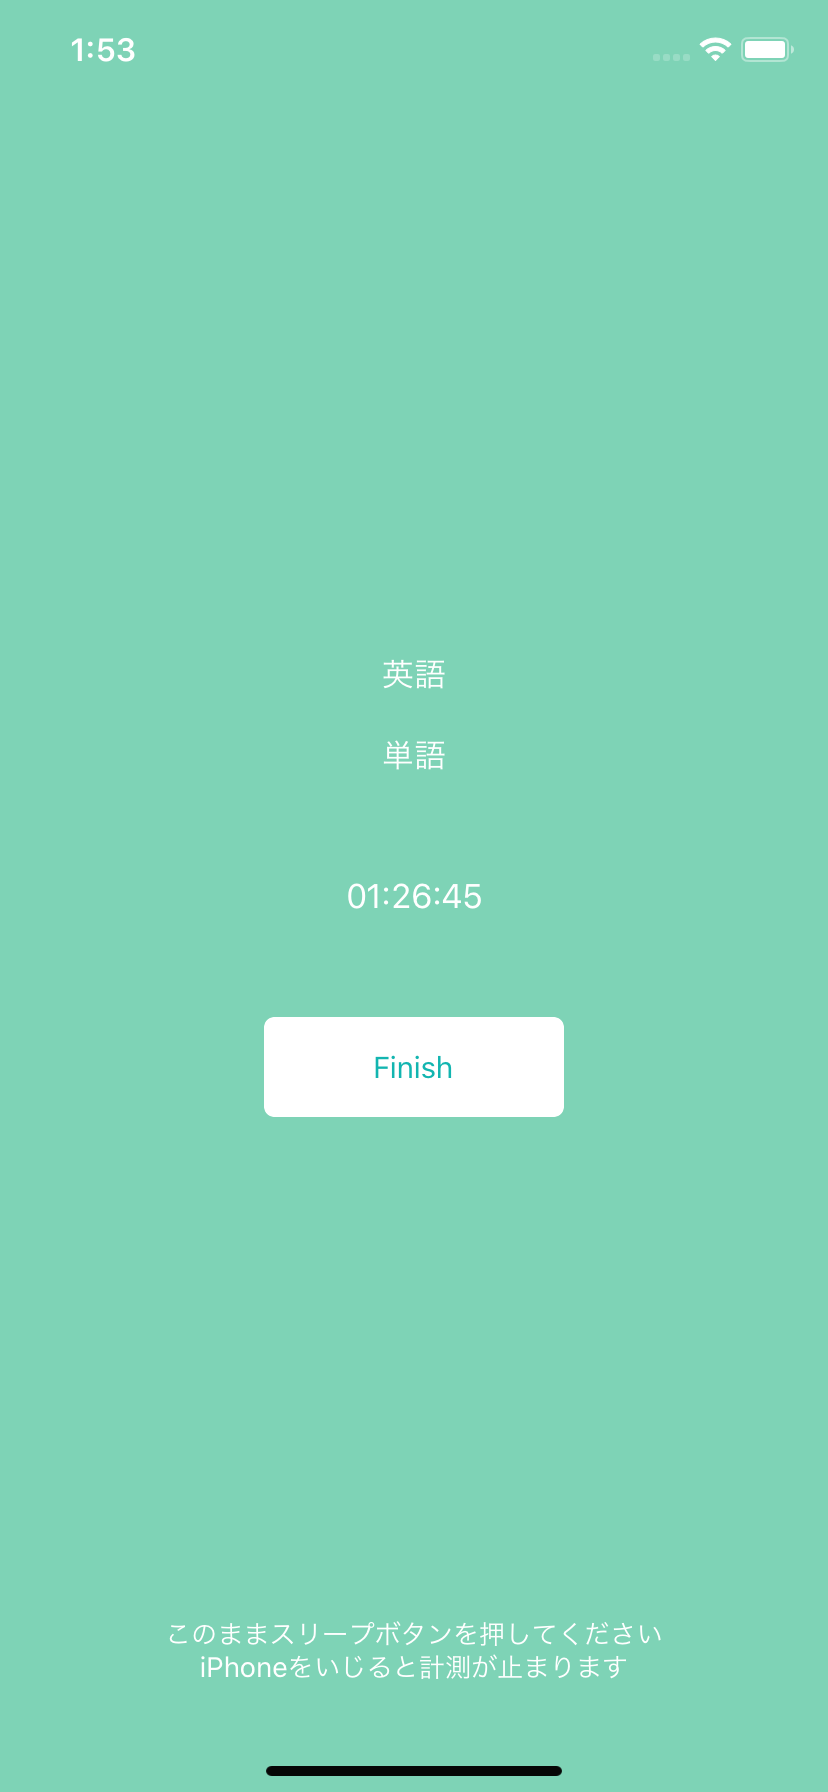 1:53
英語
単語
01:26:45
Finish
このままスリープボタンを押してください
iPhoneをいじると計測が止まります